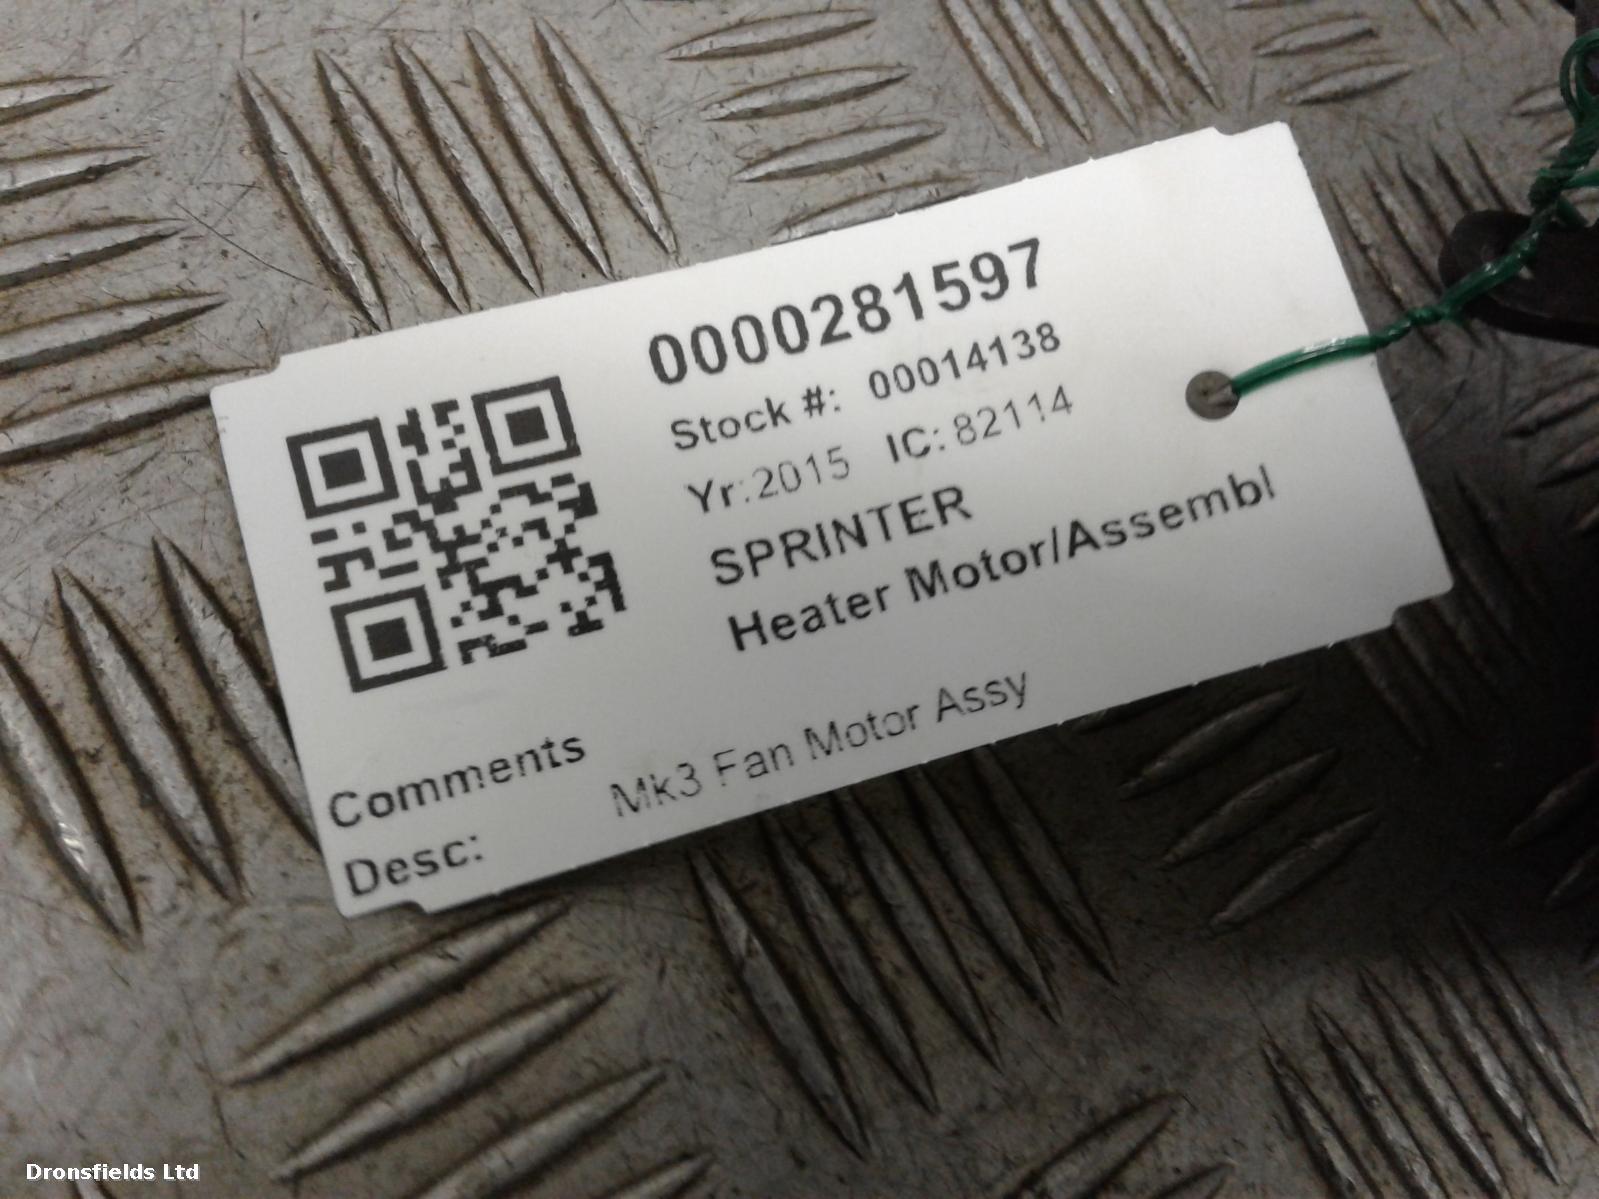 0000281597
Stock #: 00014138
Yr:2015 IC:82114
SPRINTER
Heater Motor/Assembl
Comments
Mk3 Fan Motor Assy
Desc:
Dronsfields Ltd